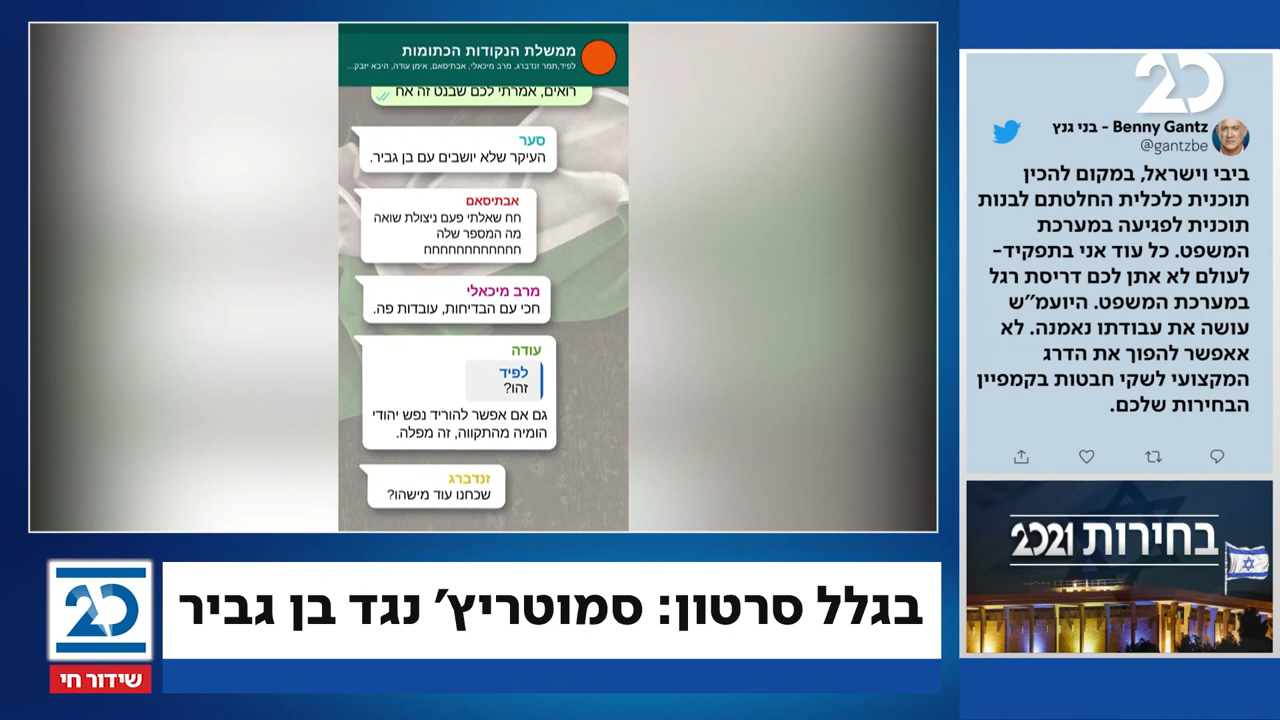 ממשלת הנקודות הכתומות
לפיד,תמר זנדברג, מרב מיכאלי, אבתיסאם, אימן עודה, היבא יזבק...
רואים, אמרתי לכם שבנט זה אח
סער
העיקר שלא יושבים עם בן גביר.
אבתיסאם
חח שאלתי פעם ניצולת שואה
מה המספר שלה
חחחחחחחחחחחח
מרב מיכאלי
חכי עם הבדיחות, עובדות פה.
עודה
לפיד
זהו?
גם אם אפשר להוריד נפש יהודי
הומיה מהתקווה, זה מפלה.
זנדברג
שכחנו עוד מישהו?
20
בני גנץ - Benny Gantz
@gantzbe
ביבי וישראל, במקום להכין
תוכנית כלכלית החלטתם לבנות
תוכנית לפגיעה במערכת
המשפט. כל עוד אני בתפקיד-
לעולם לא אתן לכם דריסת רגל
במערכת המשפט. היועמ״ש
עושה את עבודתו נאמנה. לא
אאפשר להפוך את הדרג
המקצועי לשקי חבטות בקמפיין
הבחירות שלכם.
בחירות 2021
20
שידור חי
בגלל סרטון: סמוטריץ' נגד בן גביר